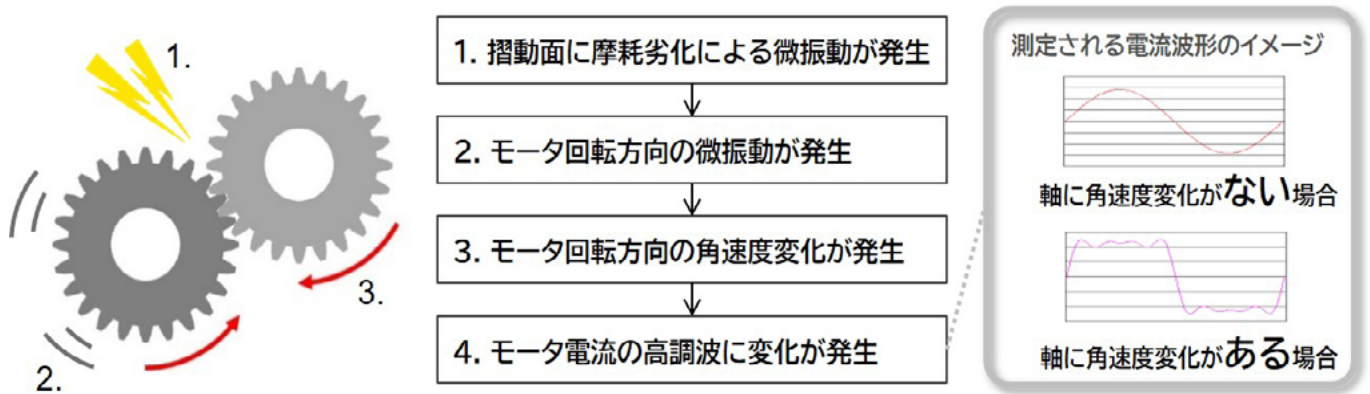 1.
2.
3.
1. 摺動面に摩耗劣化による微振動が発生
2. モータ回転方向の微振動が発生
3. モータ回転方向の角速度変化が発生
4. モータ電流の高調波に変化が発生
測定される電流波形のイメージ
軸に角速度変化がない場合
軸に角速度変化がある場合